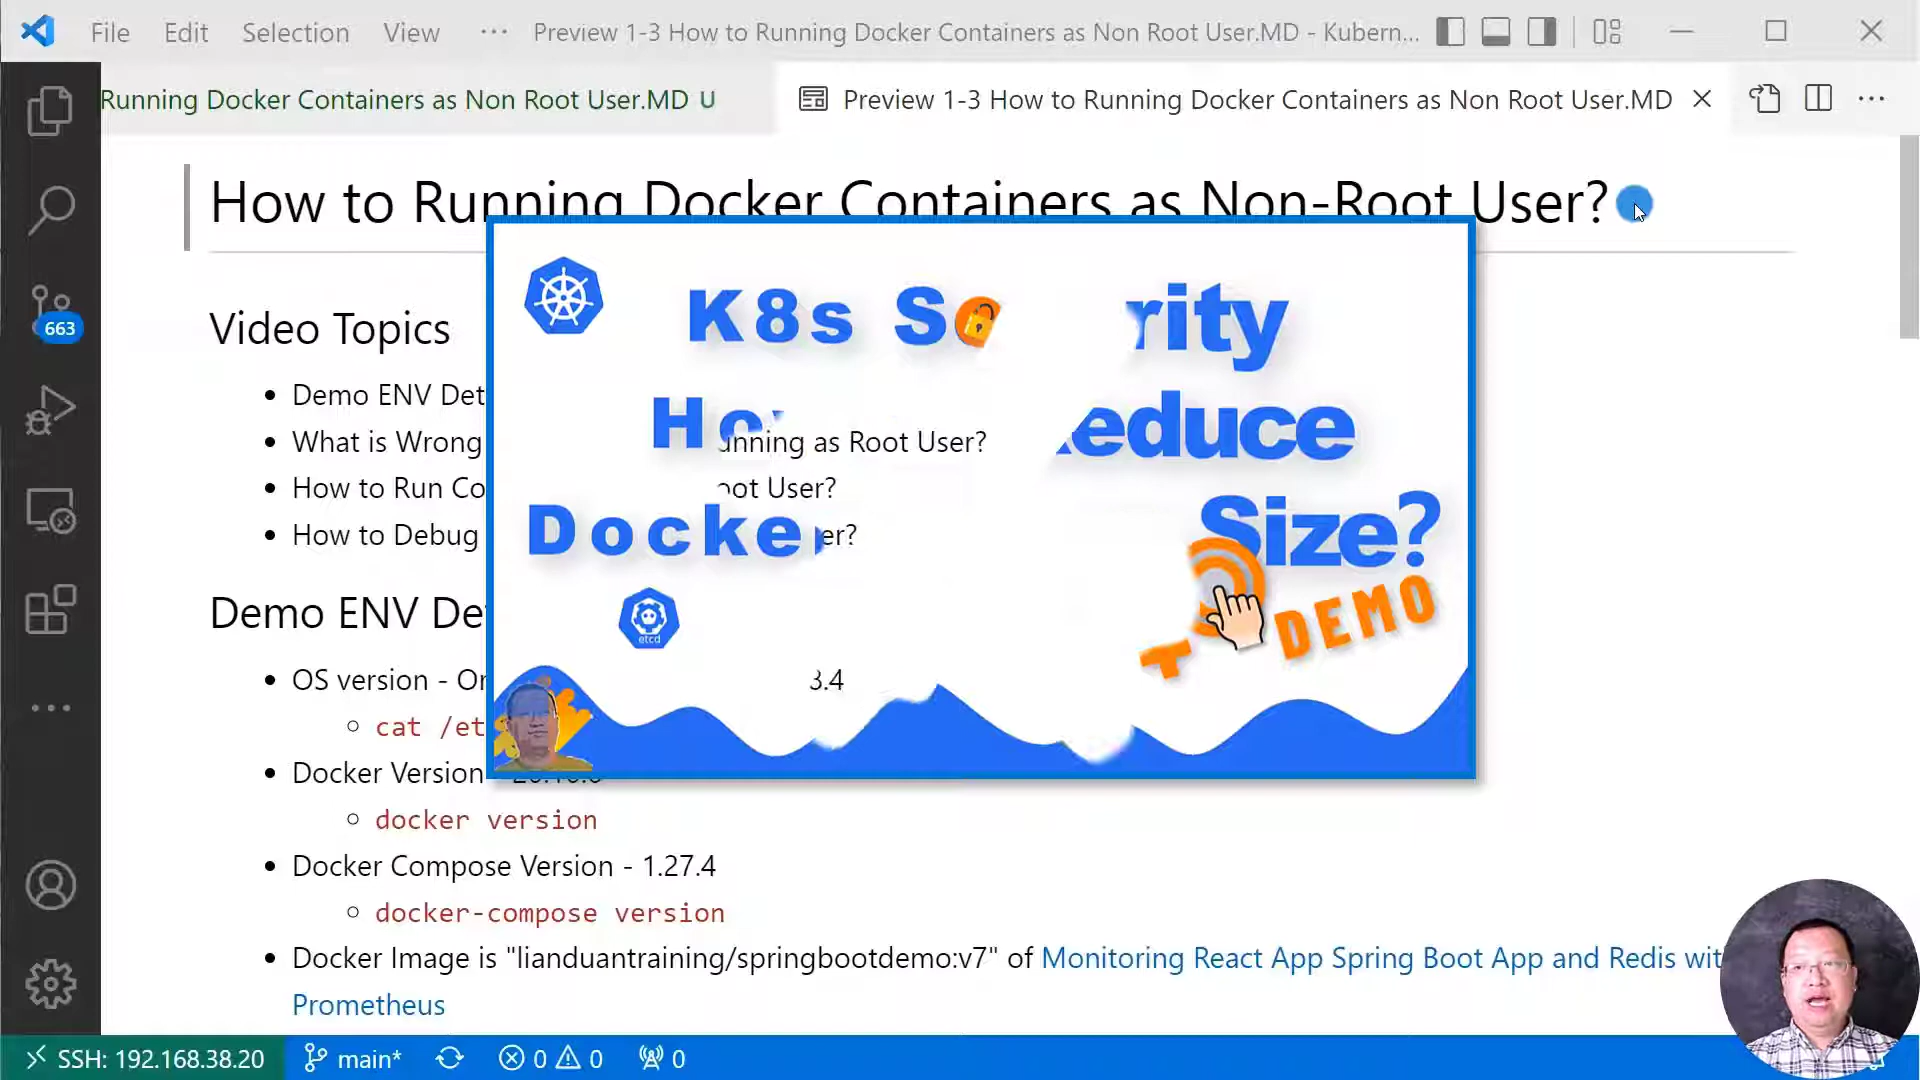 File Edit Selection View ··· Preview 1-3 How to Running Docker Containers as Non Root User.MD - Kubern...
Running Docker Containers as Non Root User.MD U
Preview 1-3 How to Running Docker Containers as Non Root User.MD
How to Running Docker Containers as Non-Root User?
Video Topics
Demo ENV Det
What is Wrong
unning as Root User?
How to Run Co
oot User?
How to Debug
er?
K8s S
rity
Ho
educe
Docker
Size?
DEMO
etcd
663
Demo ENV De
OS version - Or
3.4
cat /et
Docker Version
docker version
Docker Compose Version - 1.27.4
docker-compose version
Docker Image is "lianduantraining/springbootdemo:v7" of Monitoring React App Spring Boot App and Redis wit
Prometheus
SSH: 192.168.38.20 main* 0 0 0